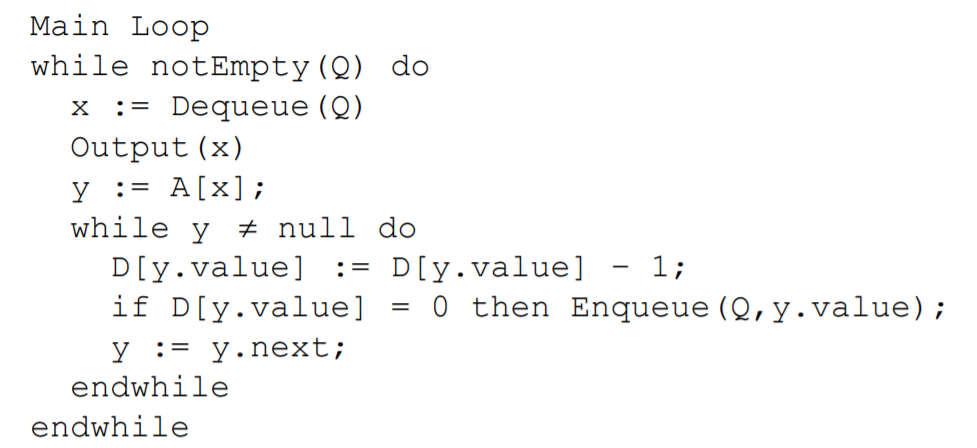 Main Loop
while notEmpty(Q) do
x := Dequeue(Q)
Output(x)
y := A[x];
while y ≠ null do
D[y.value] := D[y.value] – 1;
if D[y.value] = 0 then Enqueue(Q,y.value);
y := y.next;
endwhile
endwhile